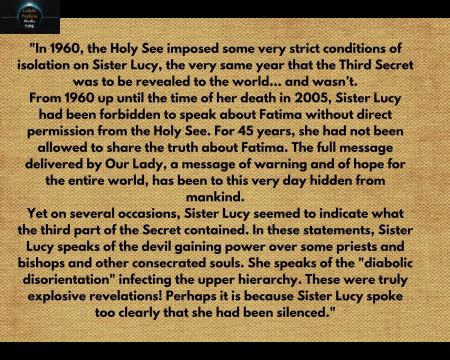 "In 1960, the Holy See imposed some very strict conditions of
isolation on Sister Lucy, the very same year that the Third Secret
was to be revealed to the world... and wasn't.
From 1960 up until the time of her death in 2005, Sister Lucy
had been forbidden to speak about Fatima without direct
permission from the Holy See. For 45 years, she had not been
allowed to share the truth about Fatima. The full message
delivered by Our Lady, a message of warning and of hope for
the entire world, has been to this very day hidden from
mankind.
Yet on several occasions, Sister Lucy seemed to indicate what
the third part of the Secret contained. In these statements, Sister
Lucy speaks of the devil gaining power over some priests and
bishops and other consecrated souls. She speaks of the "diabolic
disorientation" infecting the upper hierarchy. These were truly
explosive revelations! Perhaps it is because Sister Lucy spoke
too clearly that she had been silenced."